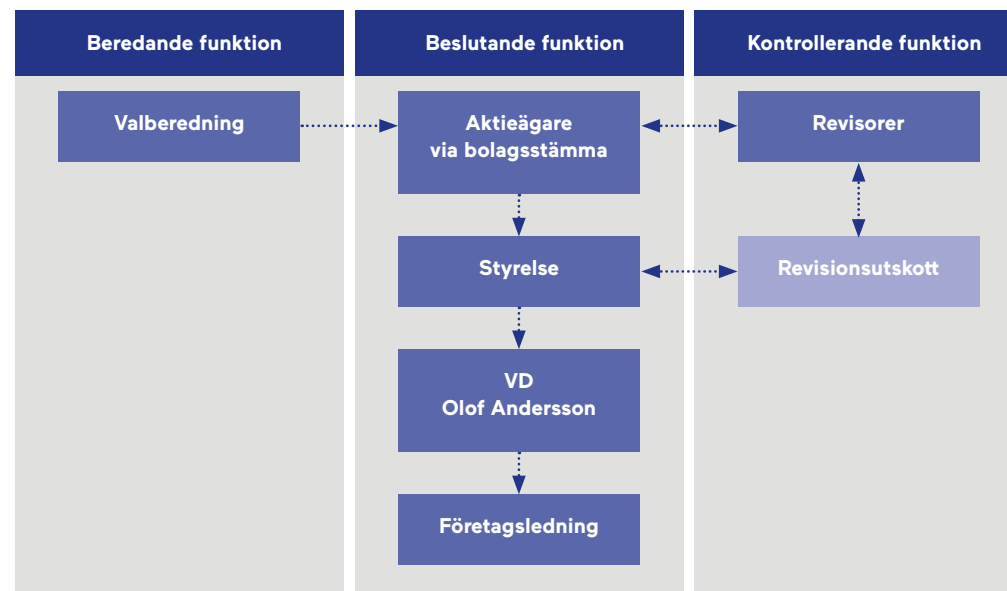 Beredande funktion
Beslutande funktion
Kontrollerande funktion
Valberedning
Aktieägare
via bolagsstämma
Revisorer
Styrelse
Revisionsutskott
VD
Olof Andersson
Företagsledning